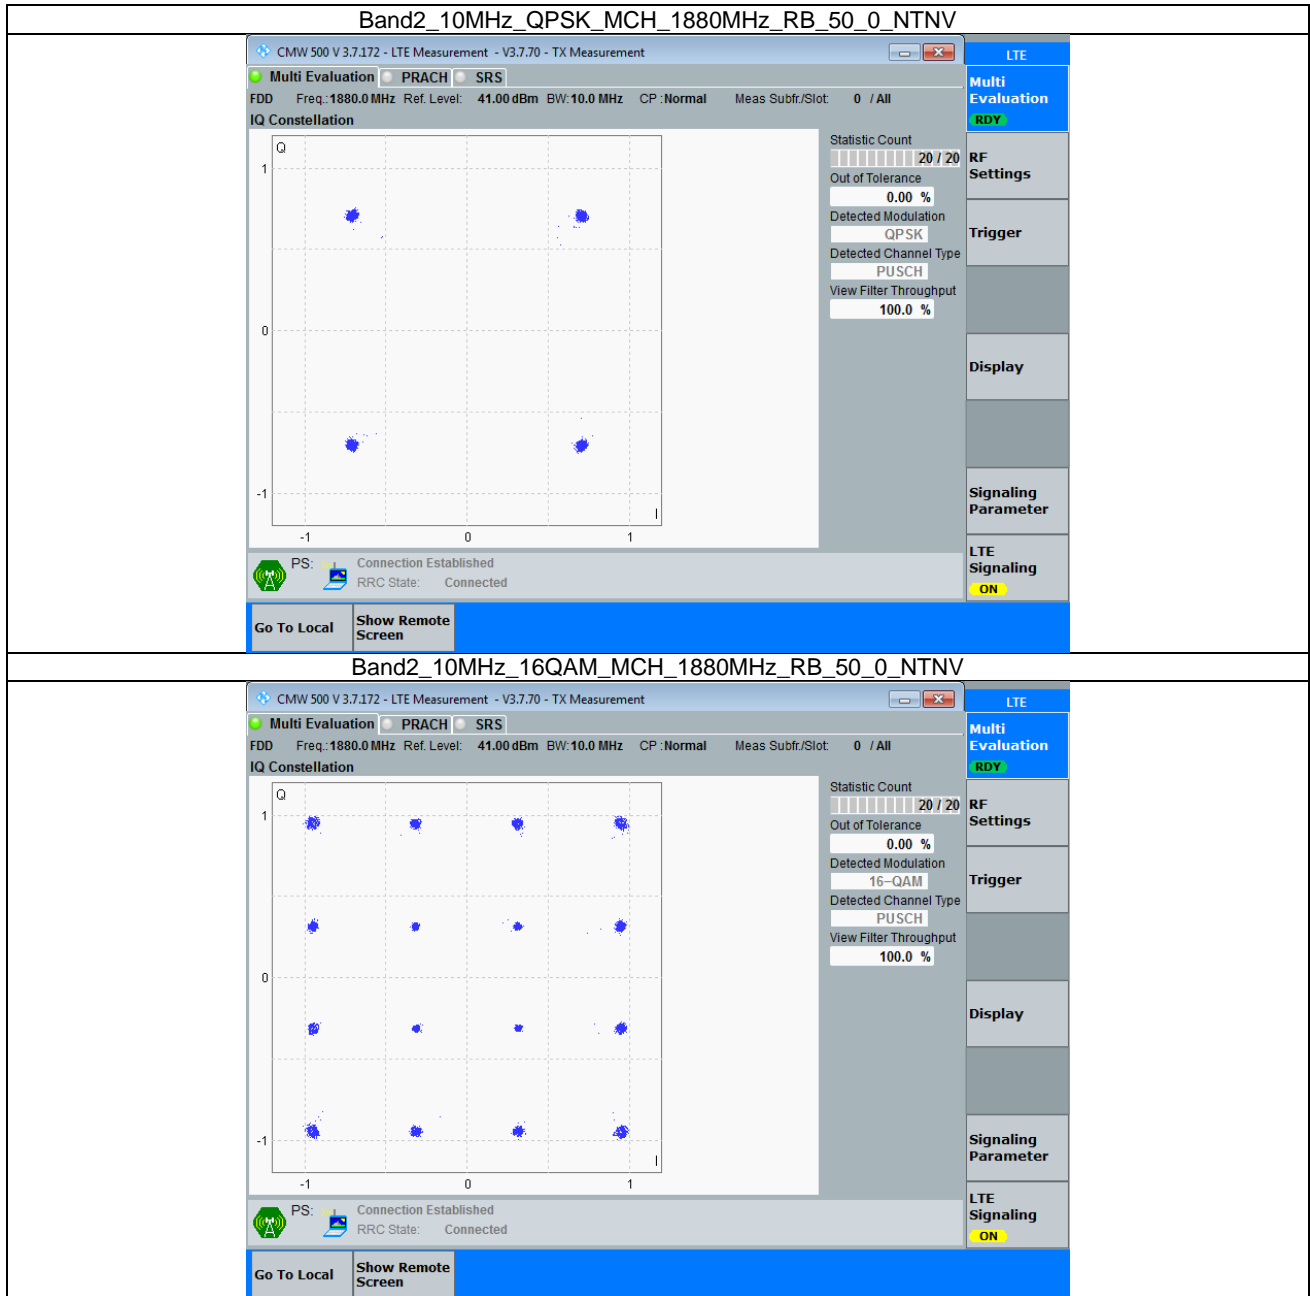 Band2_10MHz_QPSK_MCH_1880MHz_RB_50_0_NTNV
CMW 500 V 3.7.172 - LTE Measurement - V3.7.70 - TX Measurement
LTE
Multi Evaluation PRACH SRS
FDD Freq.:1880.0 MHz Ref. Level: 41.00 dBm BW:10.0 MHz CP :Normal Meas Subfr./Slot: 0 / All
IQ Constellation
Multi
Evaluation
RDY
Q
1
0
-1
-1 0 1
I
Statistic Count
20 / 20
Out of Tolerance
0.00 %
Detected Modulation
QPSK
Detected Channel Type
PUSCH
View Filter Throughput
100.0 %
RF
Settings
Trigger
Display
Signaling
Parameter
LTE
Signaling
ON
PS: Connection Established
RRC State: Connected
Go To Local
Show Remote
Screen
Band2_10MHz_16QAM_MCH_1880MHz_RB_50_0_NTNV
CMW 500 V 3.7.172 - LTE Measurement - V3.7.70 - TX Measurement
LTE
Multi Evaluation PRACH SRS
FDD Freq.:1880.0 MHz Ref. Level: 41.00 dBm BW:10.0 MHz CP :Normal Meas Subfr./Slot: 0 / All
IQ Constellation
Multi
Evaluation
RDY
Q
1
0
-1
-1 0 1
I
Statistic Count
20 / 20
Out of Tolerance
0.00 %
Detected Modulation
16-QAM
Detected Channel Type
PUSCH
View Filter Throughput
100.0 %
RF
Settings
Trigger
Display
Signaling
Parameter
LTE
Signaling
ON
PS: Connection Established
RRC State: Connected
Go To Local
Show Remote
Screen